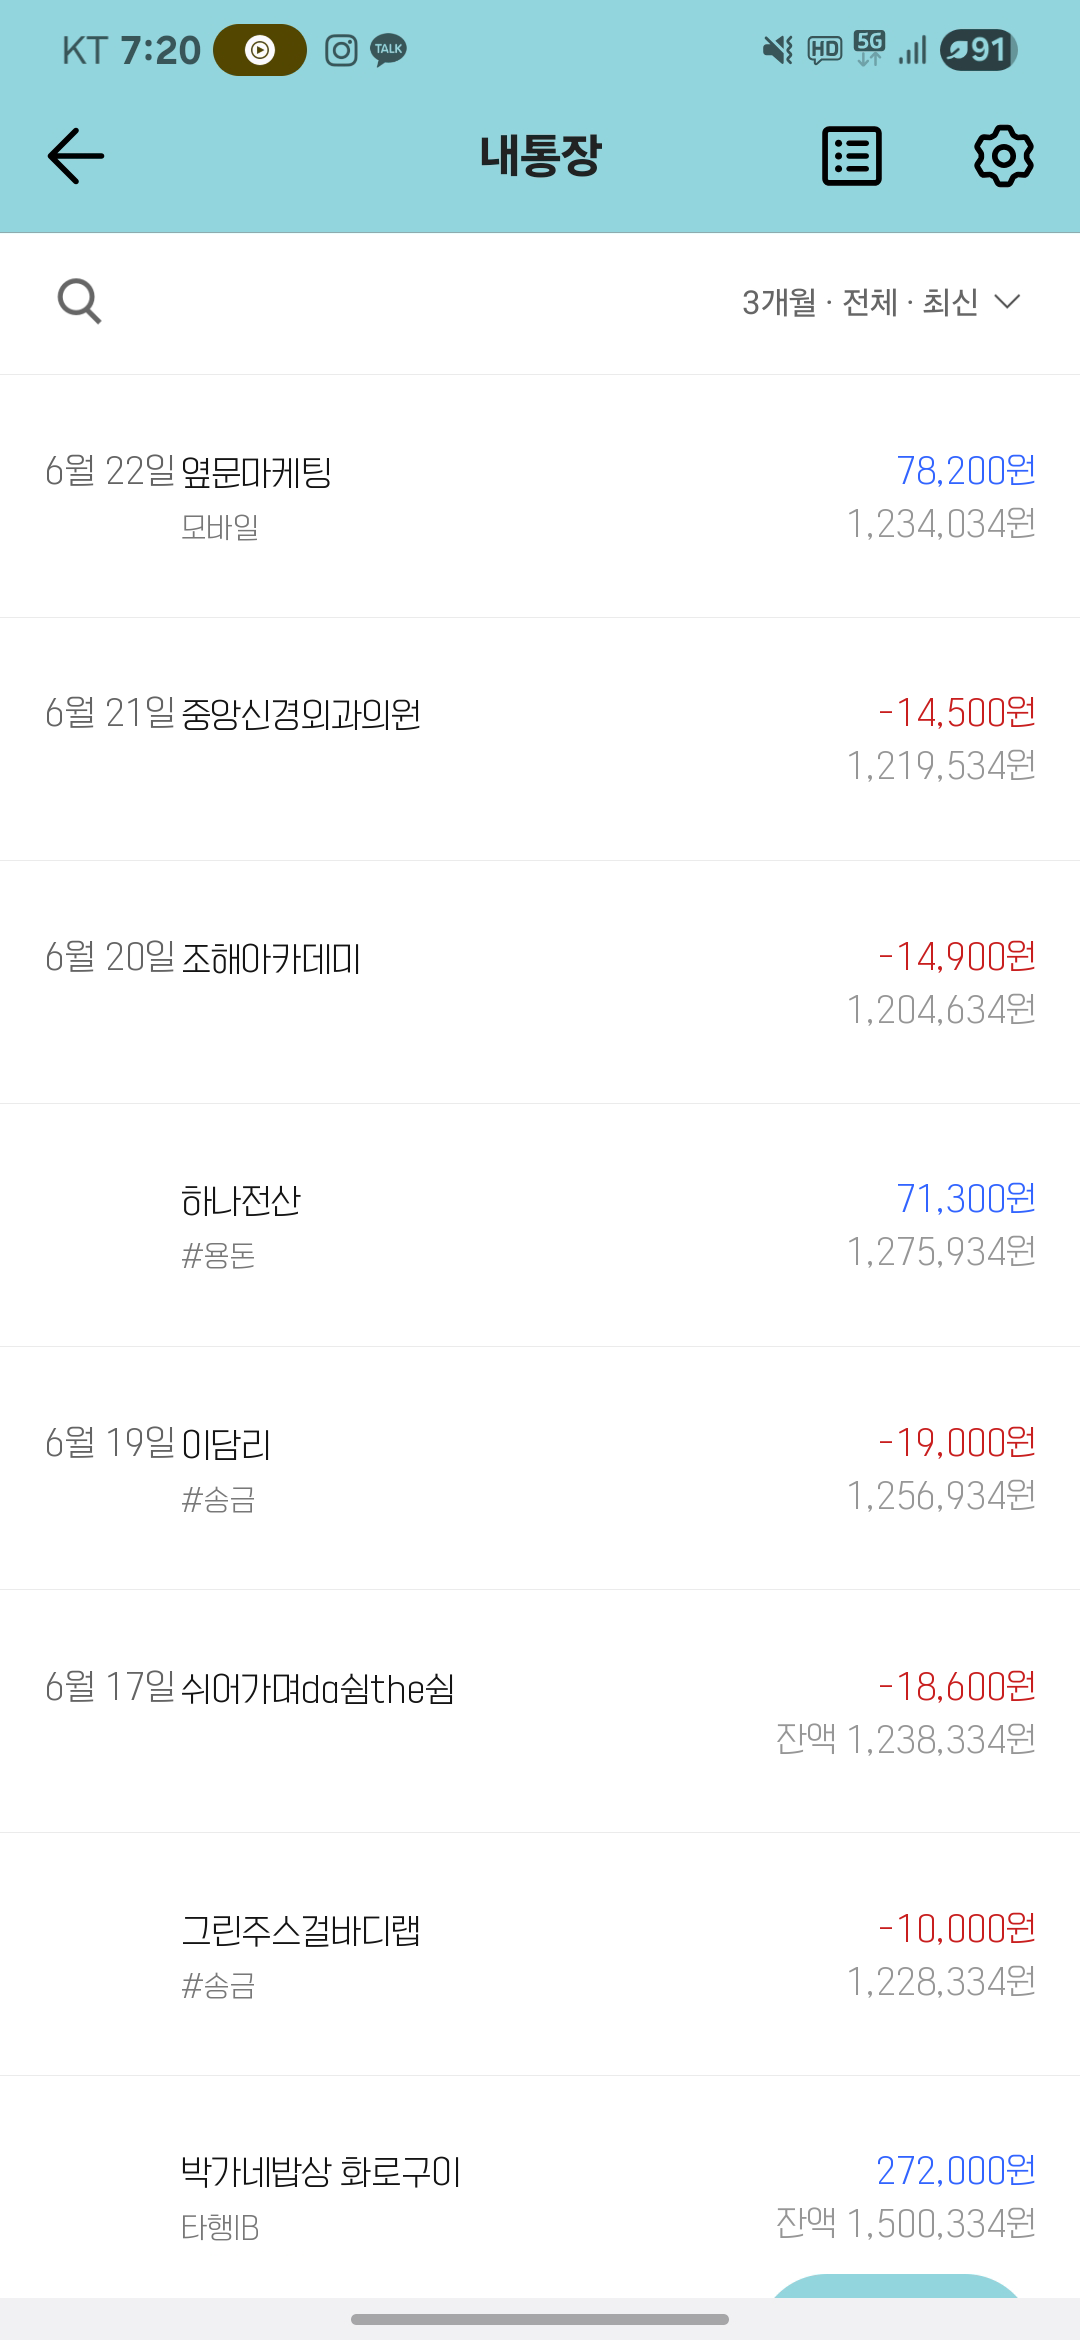 KT 7:20 TALK HD 5G 91
내통장
3개월 · 전체 · 최신
6월 22일 옆문마케팅 78,200원
모바일 1,234,034원
6월 21일 중앙신경외과의원 -14,500원
1,219,534원
6월 20일 조해아카데미 -14,900원
1,204,634원
하나전산 71,300원
#용돈 1,275,934원
6월 19일 이담리 -19,000원
#송금 1,256,934원
6월 17일 쉬어가며da쉼the쉼 -18,600원
잔액 1,238,334원
그린주스걸바디랩 -10,000원
#송금 1,228,334원
박가네밥상 화로구이 272,000원
타행IB 잔액 1,500,334원